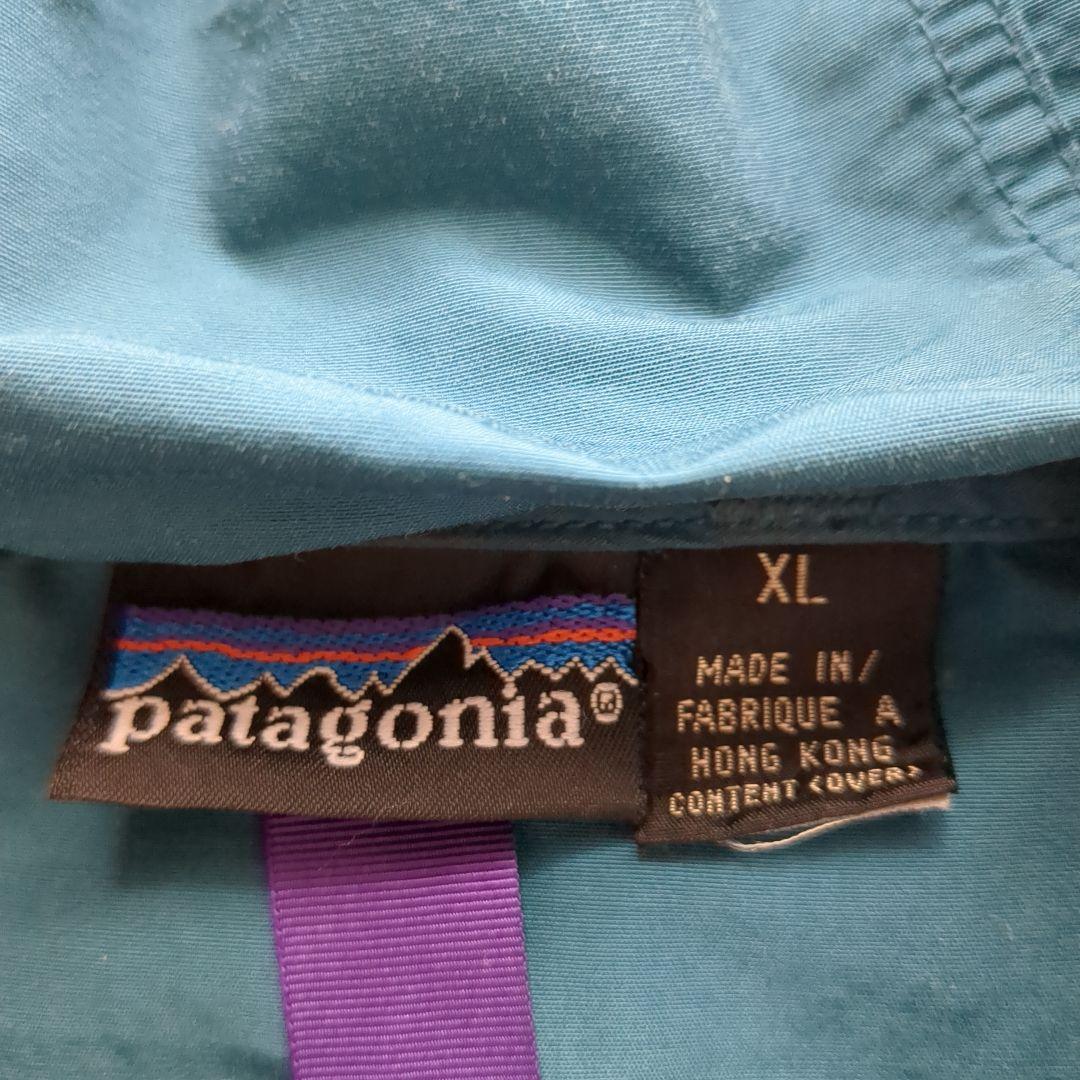 patagonia®
XL
MADE IN/
FABRIQUE A
HONG KONG
CONTENT <OVER>